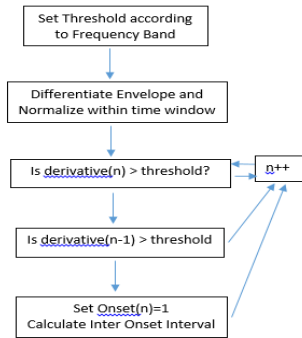 Set Threshold according
to Frequency Band
Differentiate Envelope and
Normalize within time window
Is derivative(n) > threshold?
n++
Is derivative(n-1) > threshold
Set Onset(n)=1
Calculate Inter Onset Interval